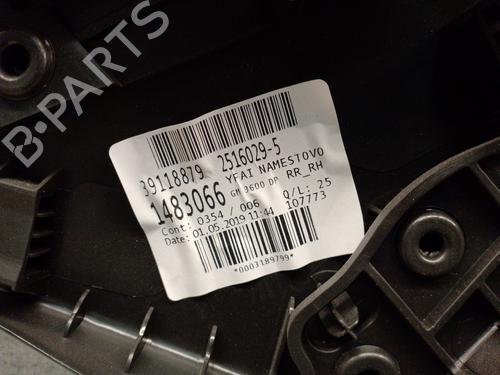 B-Parts
39118879 2516029-5
1483066 YFAI NAMESTOVO
GM 3600 DP RR_RH
Cont: 0354 / 006 Q/L: 25
Date: 01.05.2019 11:44 107773
*0003189799*